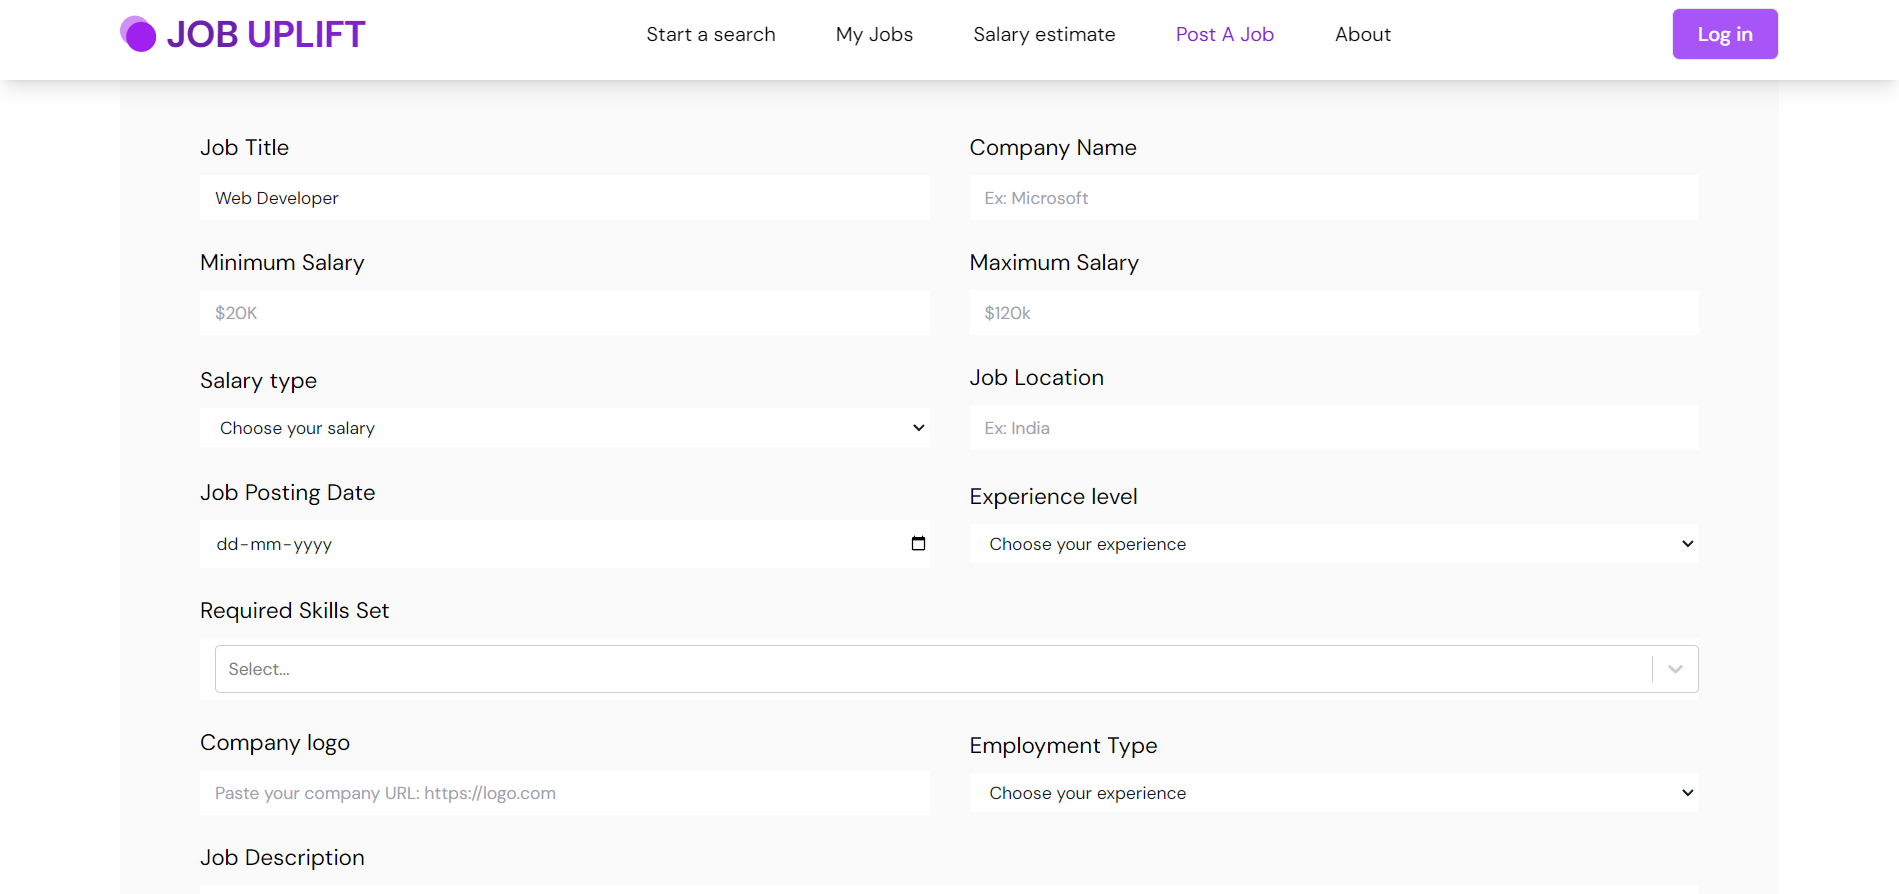 JOB UPLIFT
Start a search
My Jobs
Salary estimate
Post A Job
About
Log in
Job Title
Company Name
Web Developer
Ex: Microsoft
Minimum Salary
Maximum Salary
$20K
$120k
Salary type
Job Location
Choose your salary
Ex: India
Job Posting Date
Experience level
dd-mm-yyyy
Choose your experience
Required Skills Set
Select...
Company logo
Employment Type
Paste your company URL: https://logo.com
Choose your experience
Job Description